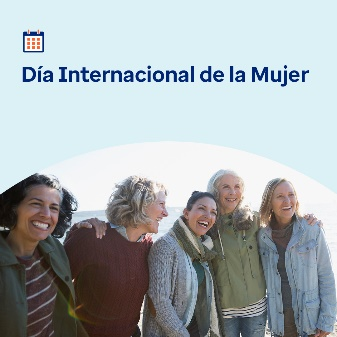 Día Internacional de la Mujer